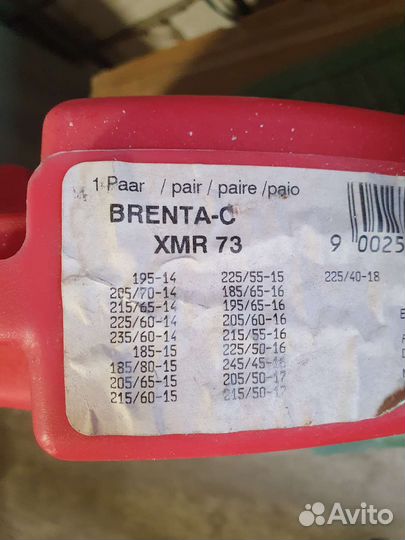 1 Paar / pair / paire / paio
BRENTA-C
XMR 73
9 0025
195-14 225/55-15 225/40-18
205/70-14 185/65-16
215/65-14 195/65-16
225/60-14 205/60-16
235/60-14 215/55-16
185-15 225/50-16
185/80-15 245/45-16
205/65-15 205/50-17
215/60-15 215/50-17
Avito